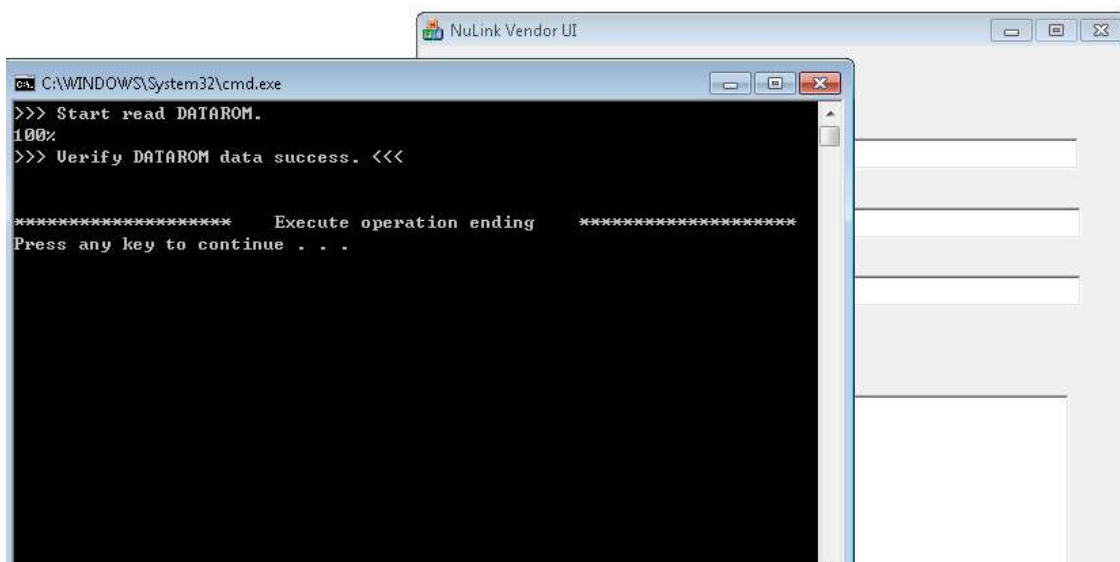 NuLink Vendor UI
C:\WINDOWS\System32\cmd.exe
>>> Start read DATAROM.
100%
>>> Verify DATAROM data success. <<<
******************** Execute operation ending ********************
Press any key to continue . . .